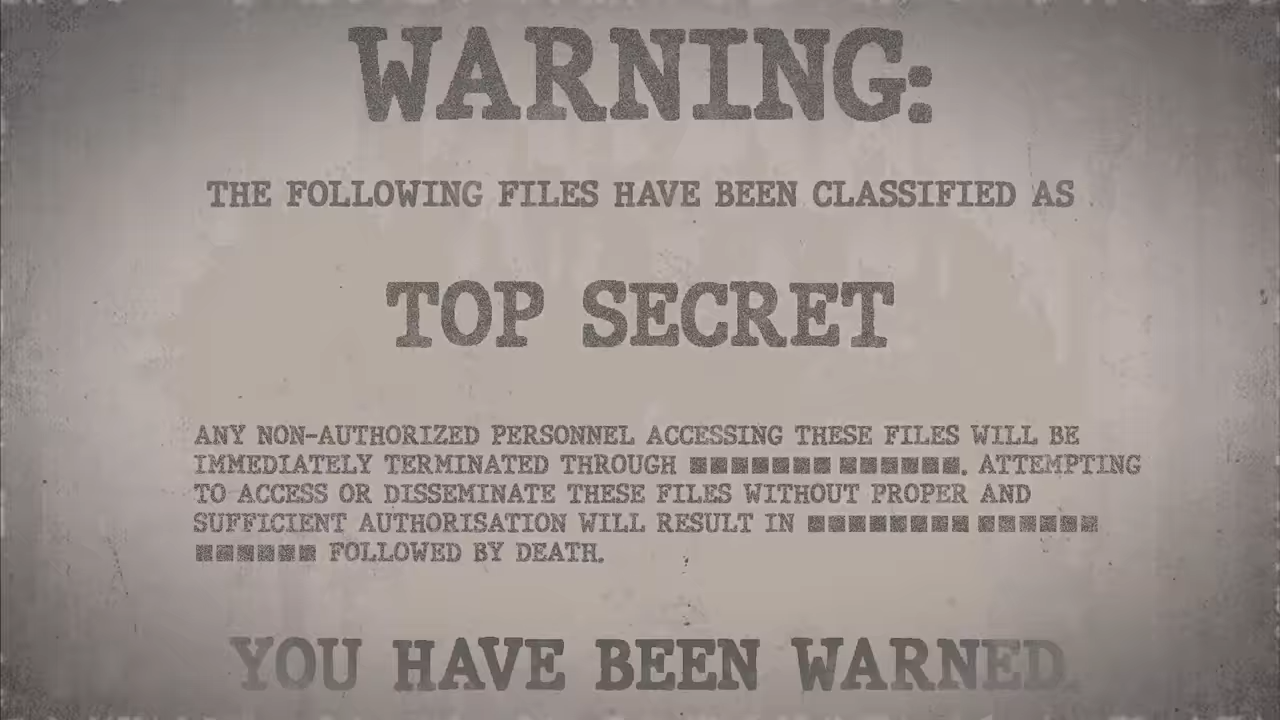 WARNING:
THE FOLLOWING FILES HAVE BEEN CLASSIFIED AS
TOP SECRET
ANY NON-AUTHORIZED PERSONNEL ACCESSING THESE FILES WILL BE
IMMEDIATELY TERMINATED THROUGH ■■■■■■■ ■■■■■■. ATTEMPTING
TO ACCESS OR DISSEMINATE THESE FILES WITHOUT PROPER AND
SUFFICIENT AUTHORISATION WILL RESULT IN ■■■■■■■■ ■■■■■■
■■■■■■ FOLLOWED BY DEATH.
YOU HAVE BEEN WARNED.